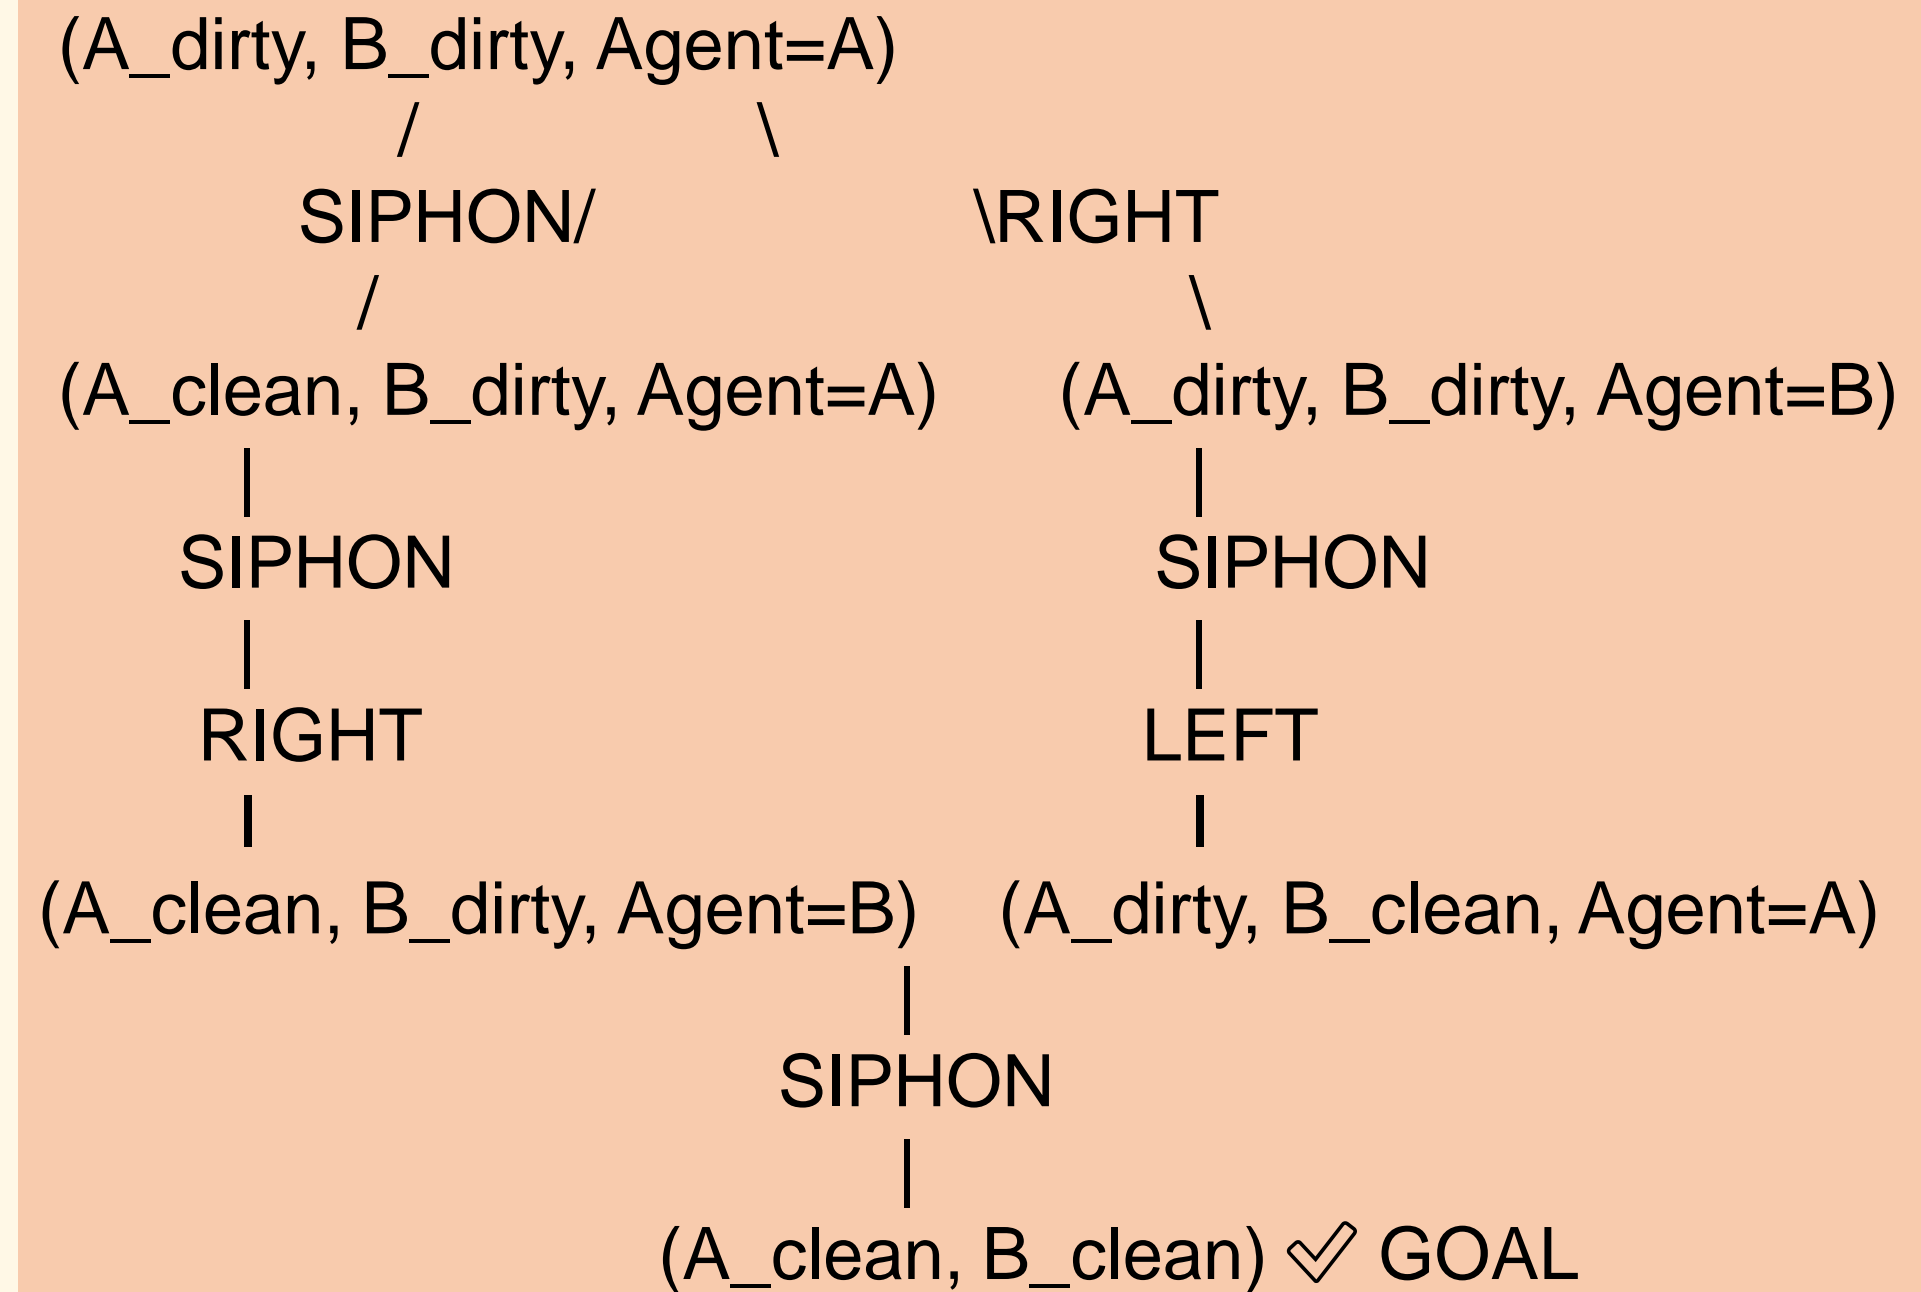 (A_dirty, B_dirty, Agent=A)
/ \
SIPHON/ \RIGHT
/ \
(A_clean, B_dirty, Agent=A) (A_dirty, B_dirty, Agent=B)
| |
SIPHON SIPHON
| |
RIGHT LEFT
| |
(A_clean, B_dirty, Agent=B) (A_dirty, B_clean, Agent=A)
|
SIPHON
|
(A_clean, B_clean) ✅ GOAL